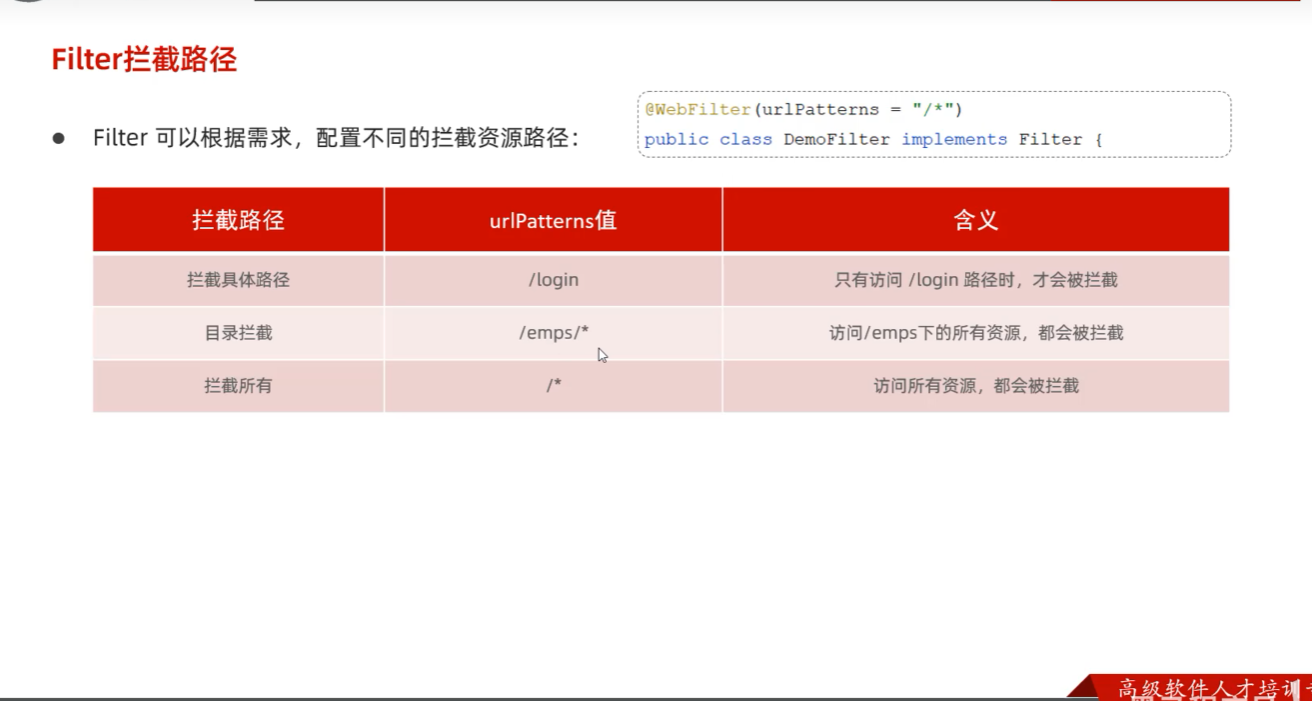 Filter拦截路径
@WebFilter(urlPatterns = "/*")
public class DemoFilter implements Filter {
● Filter 可以根据需求，配置不同的拦截资源路径：
拦截路径 urlPatterns值 含义
拦截具体路径 /login 只有访问 /login 路径时，才会被拦截
目录拦截 /emps/* 访问/emps下的所有资源，都会被拦截
拦截所有 /* 访问所有资源，都会被拦截
高级软件人才培训